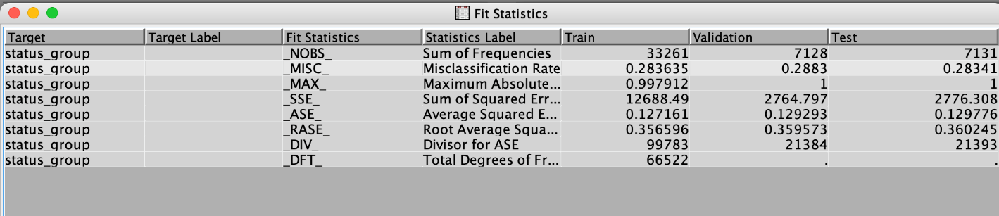 Fit Statistics
Target Target Label Fit Statistics Statistics Label Train Validation Test
status_group _NOBS_ Sum of Frequencies 33261 7128 7131
status_group _MISC_ Misclassification Rate 0.283635 0.2883 0.28341
status_group _MAX_ Maximum Absolute... 0.997912 1 1
status_group _SSE_ Sum of Squared Err... 12688.49 2764.797 2776.308
status_group _ASE_ Average Squared E... 0.127161 0.129293 0.129776
status_group _RASE_ Root Average Squa... 0.356596 0.359573 0.360245
status_group _DIV_ Divisor for ASE 99783 21384 21393
status_group _DFT_ Total Degrees of Fr... 66522 . .